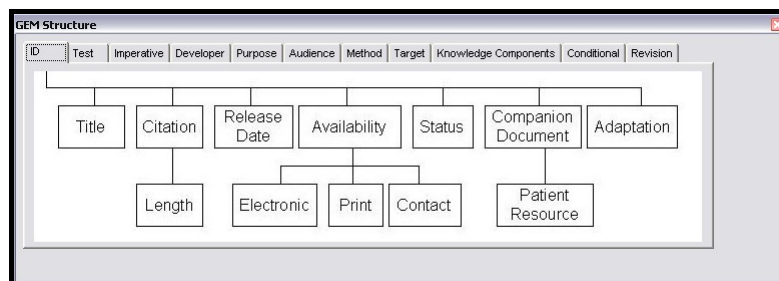 GEM Structure
ID Test Imperative Developer Purpose Audience Method Target Knowledge Components Conditional Revision
Title Citation Release Date Availability Status Companion Document Adaptation
Length Electronic Print Contact Patient Resource